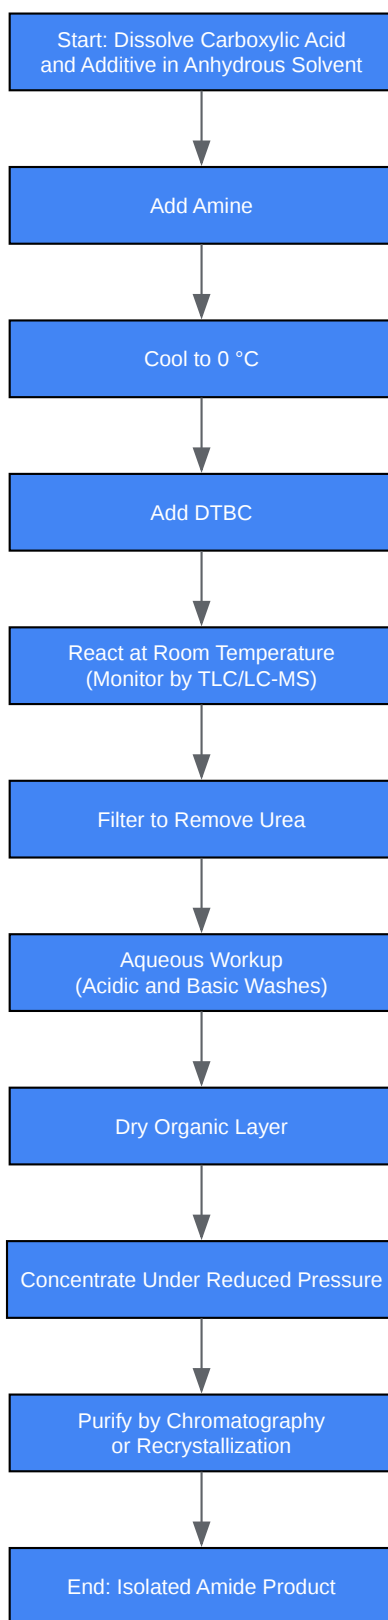 Start: Dissolve Carboxylic Acid
and Additive in Anhydrous Solvent
Add Amine
Cool to 0 °C
Add DTBC
React at Room Temperature
(Monitor by TLC/LC-MS)
Filter to Remove Urea
Aqueous Workup
(Acidic and Basic Washes)
Dry Organic Layer
Concentrate Under Reduced Pressure
Purify by Chromatography
or Recrystallization
End: Isolated Amide Product